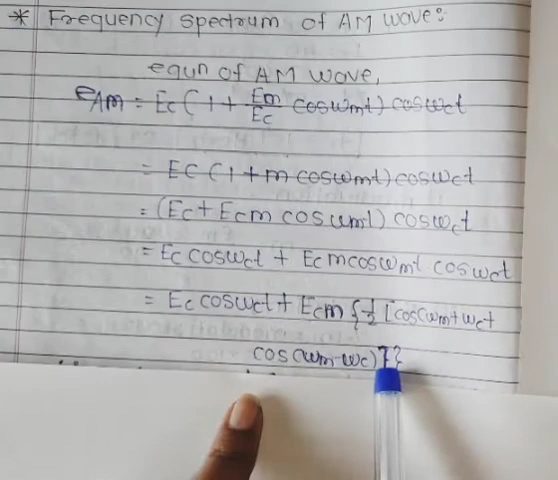 * Frequency spectrum of AM wave:
equn of AM wave,
eAM = Ec (1 + Em/Ec cosωmt) cosωct
= Ec (1 + m cosωmt) cosωct
= (Ec + Ecm cosωmt) cosωct
= Ec cosωct + Ec m cosωmt cosωct
= Ec cosωct + Ecm {1/2 [cos(ωm+ωct
cos(ωm-ωc)]}